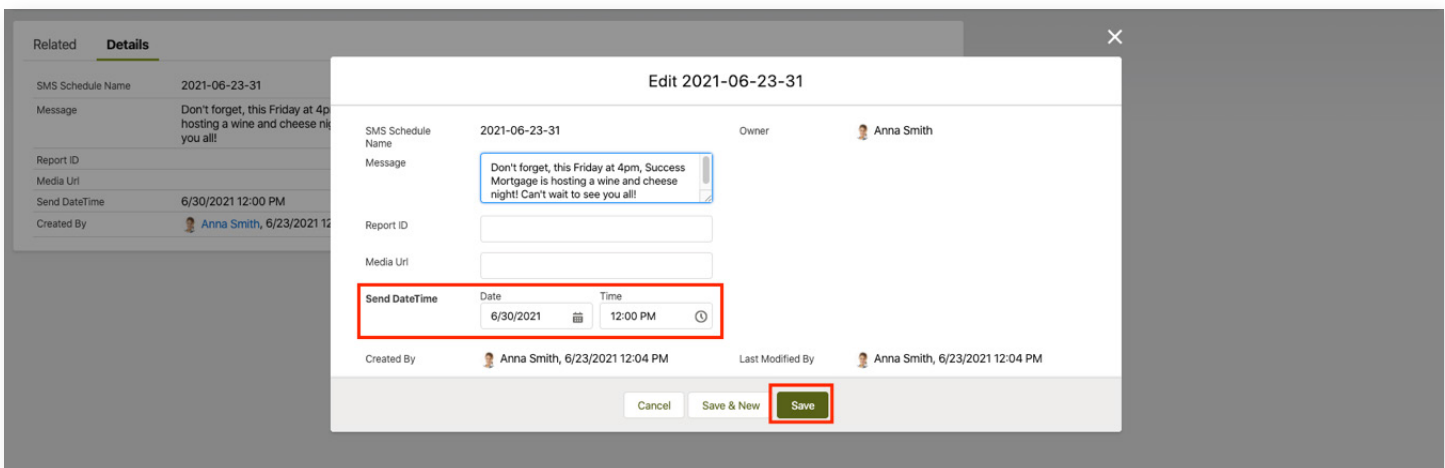 Related Details
SMS Schedule Name 2021-06-23-31
Message Don't forget, this Friday at 4p
hosting a wine and cheese
you all!
Report ID
Media Url
Send DateTime 6/30/2021 12:00 PM
Created By Anna Smith, 6/23/2021 12
Edit 2021-06-23-31
SMS Schedule
Name
2021-06-23-31
Owner Anna Smith
Message
Don't forget, this Friday at 4pm, Success
Mortgage is hosting a wine and cheese
night! Can't wait to see you all!
Report ID
Media Url
Send DateTime
Date Time
6/30/2021 12:00 PM
Created By Anna Smith, 6/23/2021 12:04 PM Last Modified By Anna Smith, 6/23/2021 12:04 PM
Cancel Save & New Save